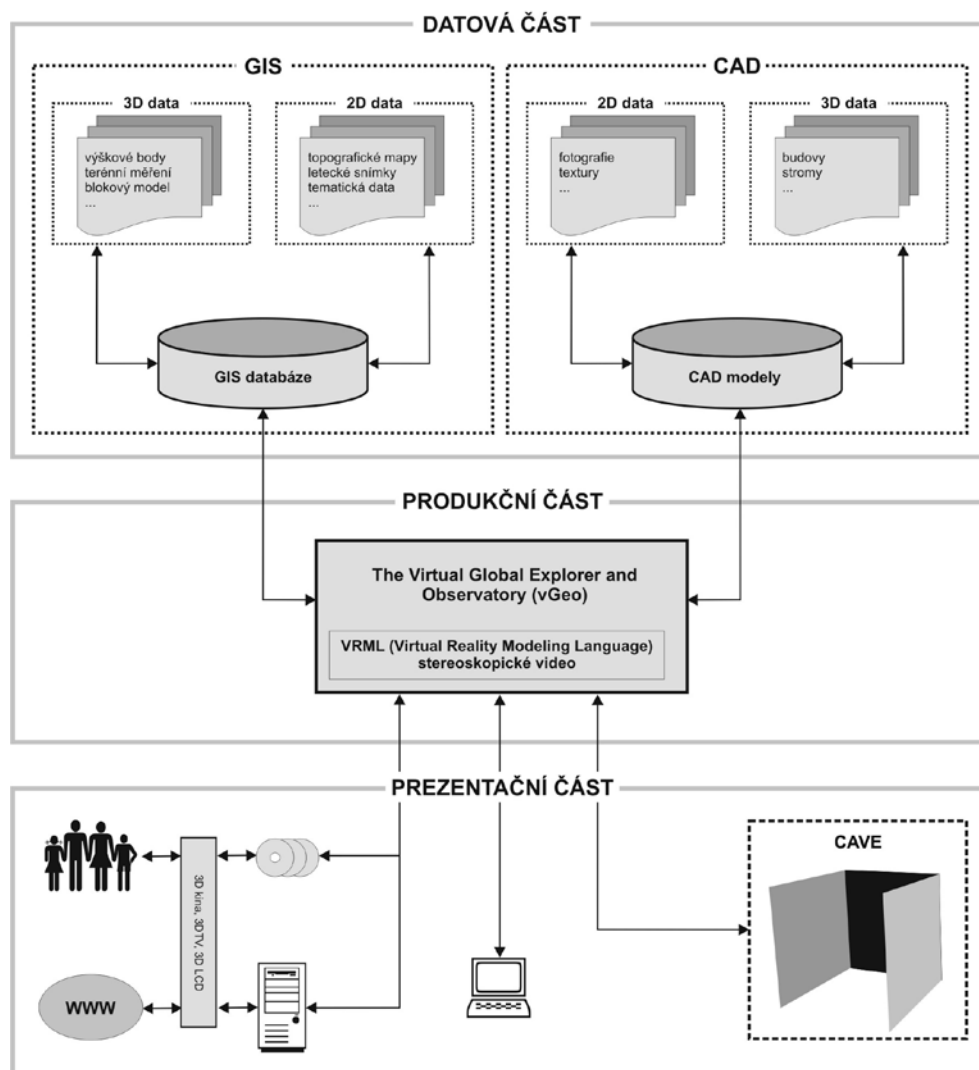 DATOVÁ ČÁST
GIS
3D data
výškové body
terénní měření
blokový model
...
2D data
topografické mapy
letecké snímky
tematická data
...
GIS databáze
CAD
2D data
fotografie
textury
...
3D data
budovy
stromy
...
CAD modely
PRODUKČNÍ ČÁST
The Virtual Global Explorer and
Observatory (vGeo)
VRML (Virtual Reality Modeling Language)
stereoskopické video
PREZENTAČNÍ ČÁST
3D kina, 3DTV, 3D LCD
WWW
CAVE